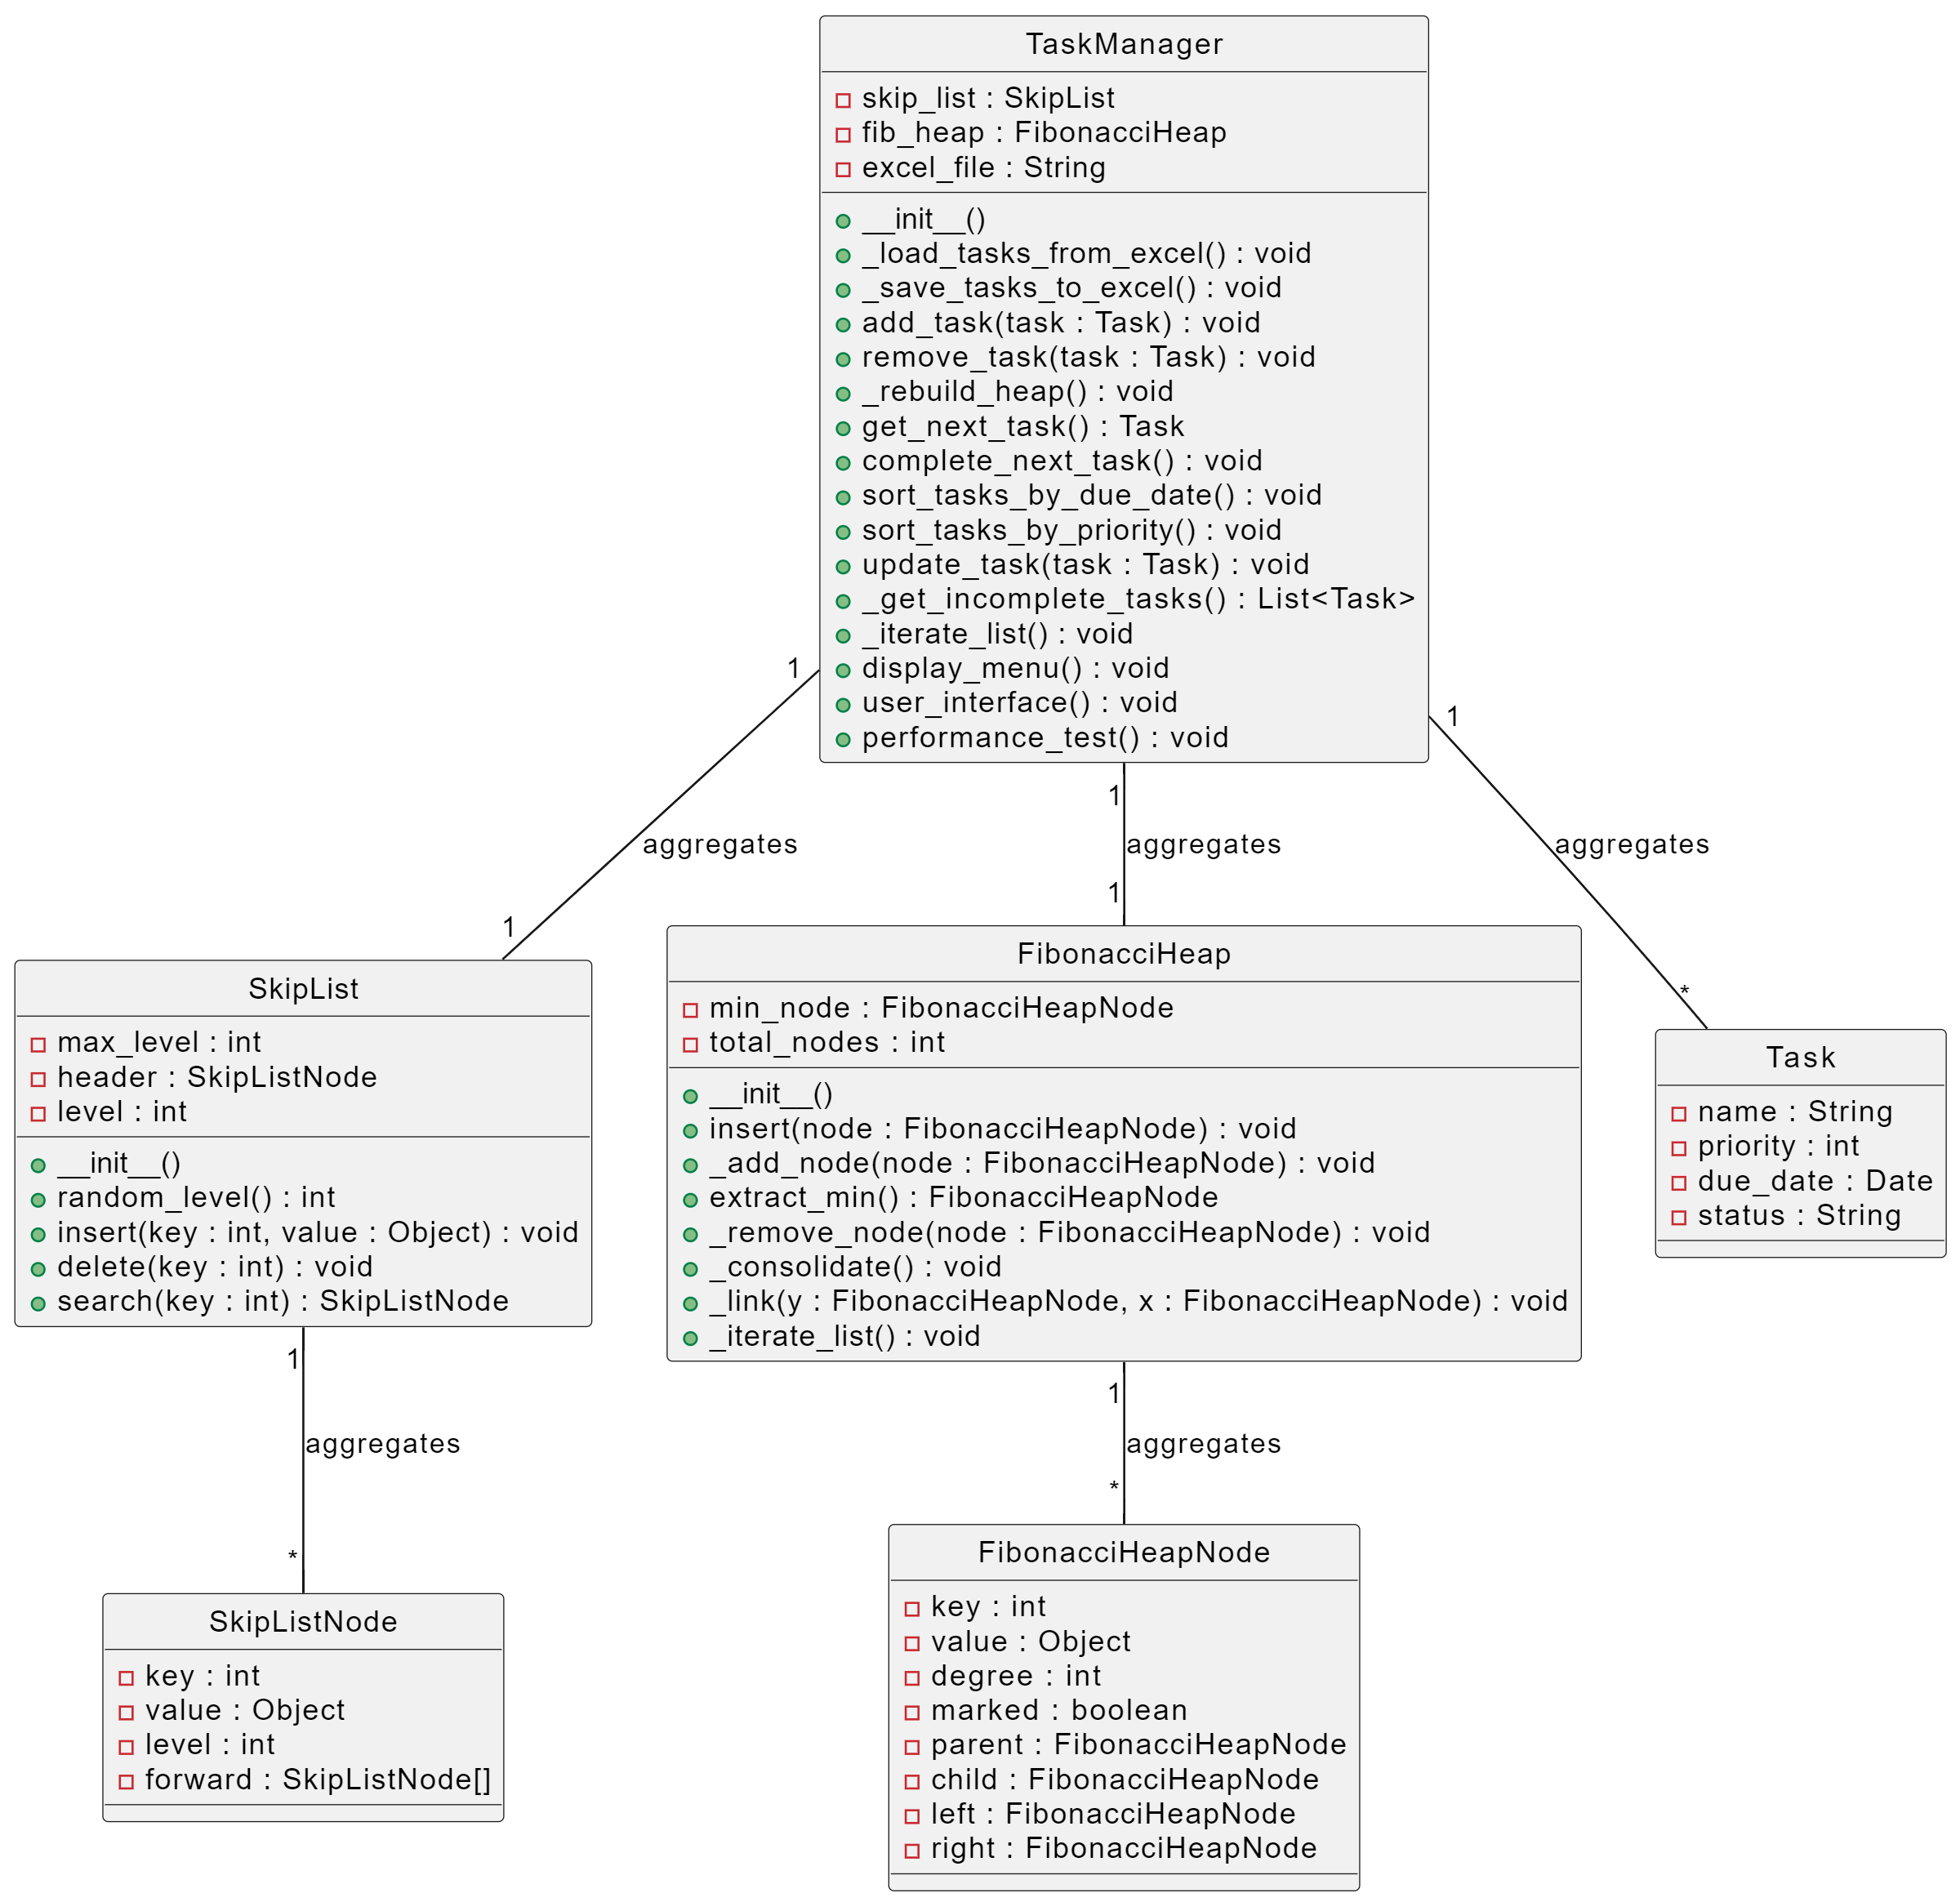 TaskManager
skip_list : SkipList
fib_heap : FibonacciHeap
excel_file : String
__init__()
_load_tasks_from_excel() : void
_save_tasks_to_excel() : void
add_task(task : Task) : void
remove_task(task : Task) : void
_rebuild_heap() : void
get_next_task() : Task
complete_next_task() : void
sort_tasks_by_due_date() : void
sort_tasks_by_priority() : void
update_task(task : Task) : void
_get_incomplete_tasks() : List<Task>
_iterate_list() : void
display_menu() : void
user_interface() : void
performance_test() : void
1
1
1
aggregates
aggregates
aggregates
1
1
*
SkipList
max_level : int
header : SkipListNode
level : int
__init__()
random_level() : int
insert(key : int, value : Object) : void
delete(key : int) : void
search(key : int) : SkipListNode
FibonacciHeap
min_node : FibonacciHeapNode
total_nodes : int
__init__()
insert(node : FibonacciHeapNode) : void
_add_node(node : FibonacciHeapNode) : void
extract_min() : FibonacciHeapNode
_remove_node(node : FibonacciHeapNode) : void
_consolidate() : void
_link(y : FibonacciHeapNode, x : FibonacciHeapNode) : void
_iterate_list() : void
Task
name : String
priority : int
due_date : Date
status : String
1
aggregates
*
1
aggregates
*
SkipListNode
key : int
value : Object
level : int
forward : SkipListNode[]
FibonacciHeapNode
key : int
value : Object
degree : int
marked : boolean
parent : FibonacciHeapNode
child : FibonacciHeapNode
left : FibonacciHeapNode
right : FibonacciHeapNode